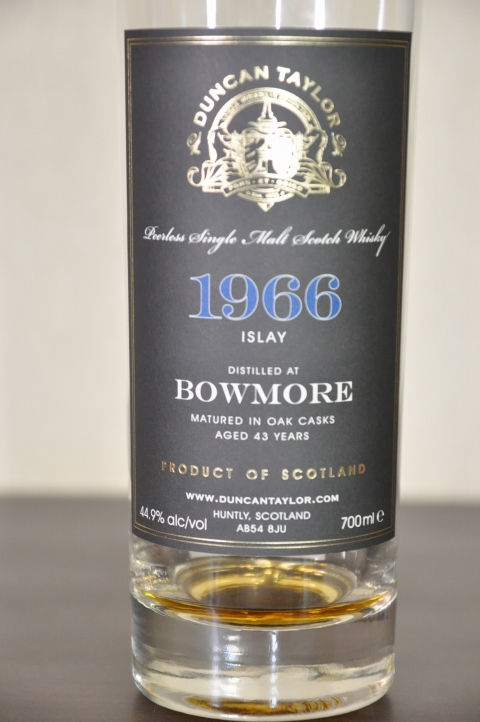 DUNCAN TAYLOR
Peerless Single Malt Scotch Whisky
1966
ISLAY
DISTILLED AT
BOWMORE
MATURED IN OAK CASKS
AGED 43 YEARS
PRODUCT OF SCOTLAND
WWW.DUNCANTAYLOR.COM
44.9% alc/vol
HUNTLY, SCOTLAND
AB54 8JU
700ml e